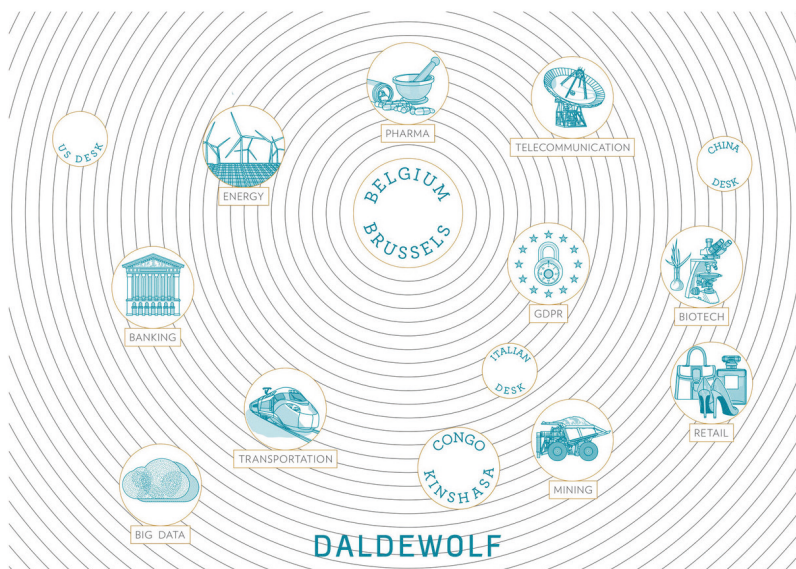 PHARMA
TELECOMMUNICATION
US DESK
CHINA
DESK
ENERGY
BELGIUM
BRUSSELS
GDPR
BIOTECH
BANKING
ITALIAN
DESK
RETAIL
TRANSPORTATION
CONGO
KINSHASA
MINING
BIG DATA
DALDEWOLF